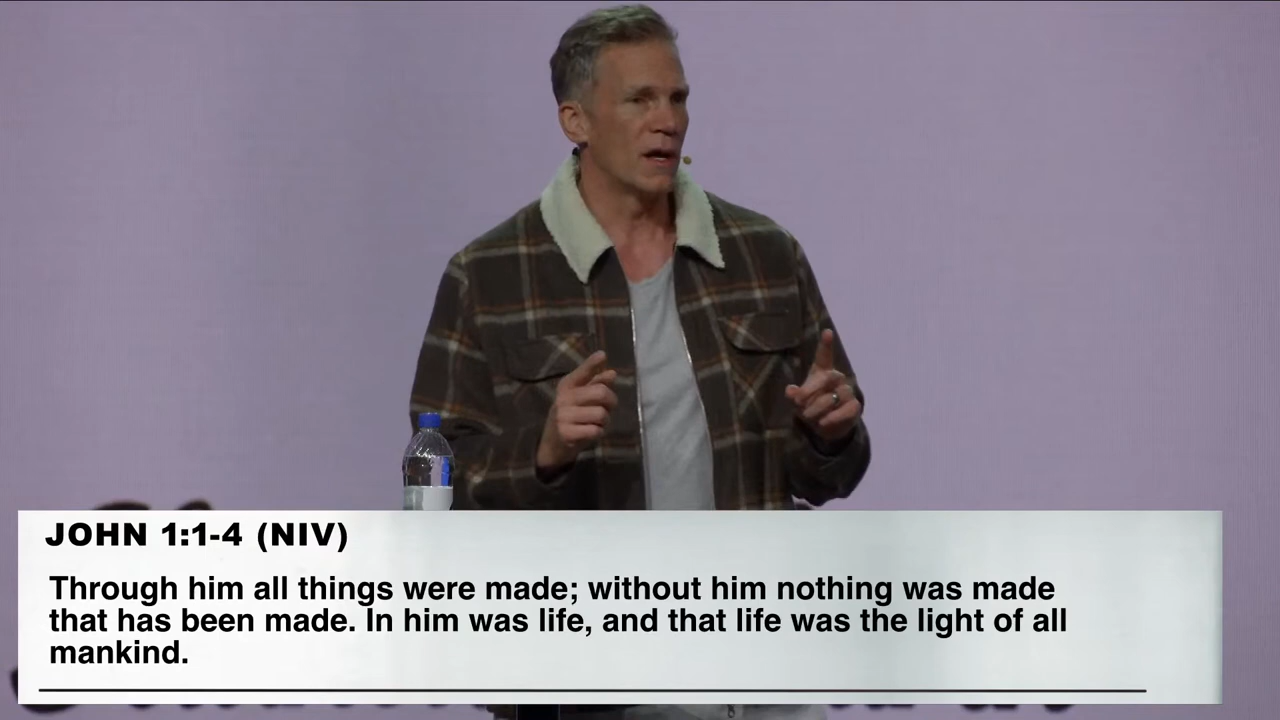 JOHN 1:1-4 (NIV)
Through him all things were made; without him nothing was made
that has been made. In him was life, and that life was the light of all
mankind.